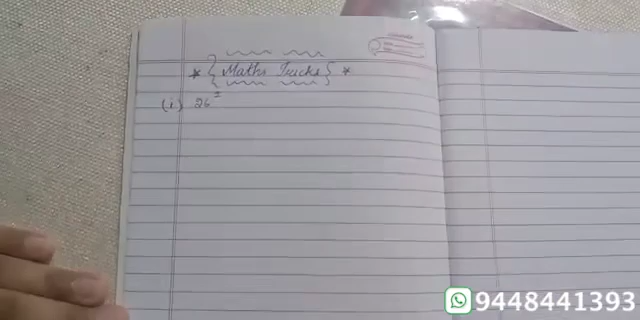 * { Maths Tricks } *
(i) 26²
9448441393